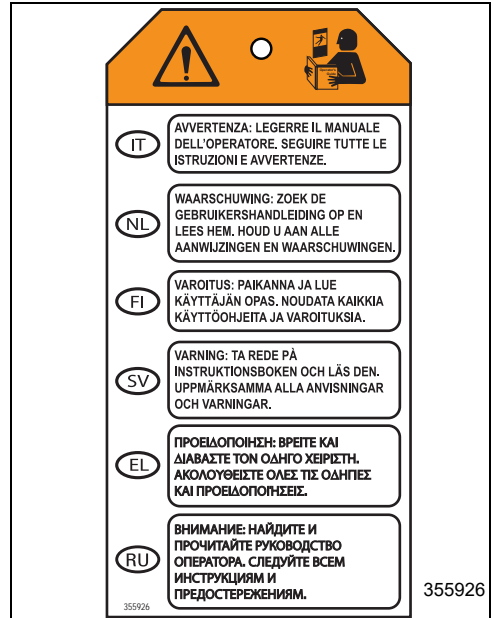 IT
AVVERTENZA: LEGERRE IL MANUALE
DELL'OPERATORE. SEGUIRE TUTTE LE
ISTRUZIONI E AVVERTENZE.
NL
WAARSCHUWING: ZOEK DE
GEBRUIKERSHANDLEIDING OP EN
LEES HEM. HOUD U AAN ALLE
AANWIJZINGEN EN WAARSCHUWINGEN.
FI
VAROITUS: PAIKANNA JA LUE
KÄYTTÄJÄN OPAS. NOUDATA KAIKKIA
KÄYTTÖOHJEITA JA VAROITUKSIA.
SV
VARNING: TA REDE PÅ
INSTRUKTIONSBOKEN OCH LÄS DEN.
UPPMÄRKSAMMA ALLA ANVISNINGAR
OCH VARNINGAR.
EL
ΠΡΟΕΙΔΟΠΟΙΗΣΗ: ΒΡΕΙΤΕ ΚΑΙ
ΔΙΑΒΑΣΤΕ ΤΟΝ ΟΔΗΓΟ ΧΕΙΡΙΣΤΗ.
ΑΚΟΛΟΥΘΕΙΣΤΕ ΟΛΕΣ ΤΙΣ ΟΔΗΓΙΕΣ
ΚΑΙ ΠΡΟΕΙΔΟΠΟΙΉΣΕΙΣ.
RU
ВНИМАНИЕ: НАЙДИТЕ И
ПРОЧИТАЙТЕ РУКОВОДСТВО
ОПЕРАТОРА. СЛЕДУЙТЕ ВСЕМ
ИНСТРУКЦИЯМ И
ПРЕДОСТЕРЕЖЕНИЯМ.
355926
355926